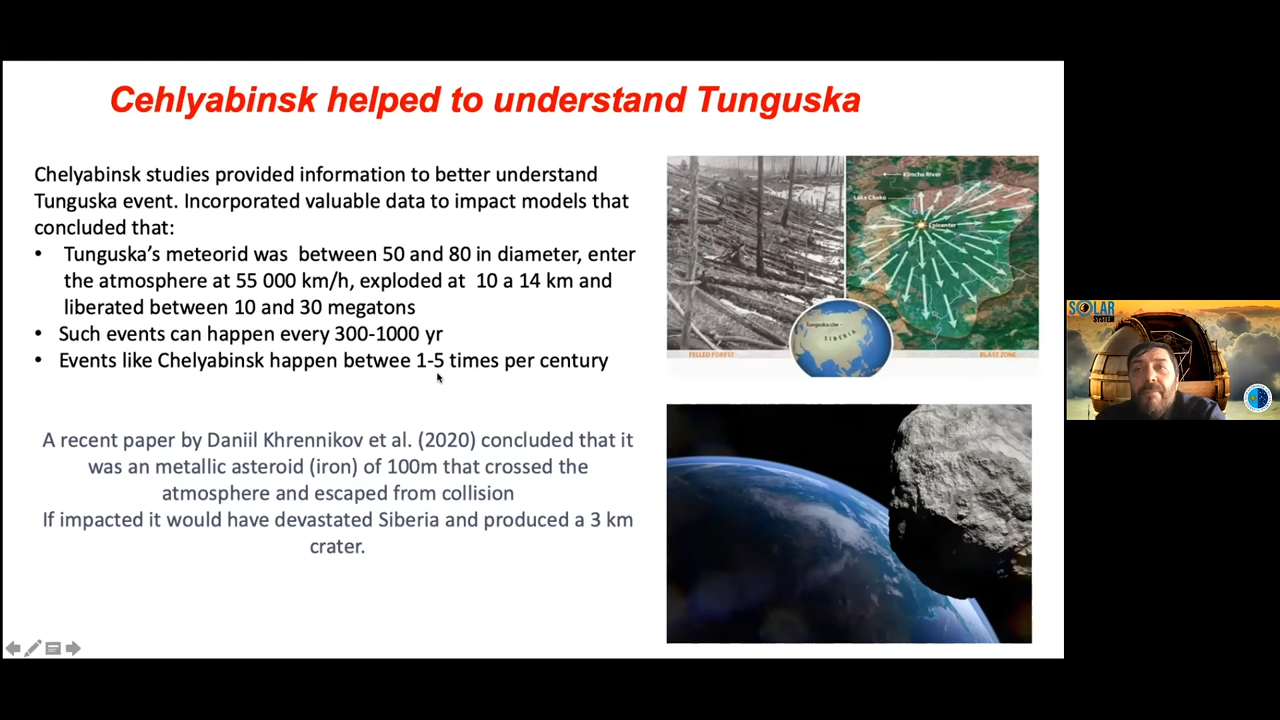 Cehlyabinsk helped to understand Tunguska
Chelyabinsk studies provided information to better understand
Tunguska event. Incorporated valuable data to impact models that
concluded that:
• Tunguska's meteorid was between 50 and 80 in diameter, enter
the atmosphere at 55 000 km/h, exploded at 10 a 14 km and
liberated between 10 and 30 megatons
• Such events can happen every 300-1000 yr
• Events like Chelyabinsk happen betwee 1-5 times per century
A recent paper by Daniil Khrennikov et al. (2020) concluded that it
was an metallic asteroid (iron) of 100m that crossed the
atmosphere and escaped from collision
If impacted it would have devastated Siberia and produced a 3 km
crater.
Kimchu River
Lake Cheko
Epicenter
Tunguska site
SIBERIA
FELLED FOREST
BLAST ZONE
SOLAR
SYSTEM